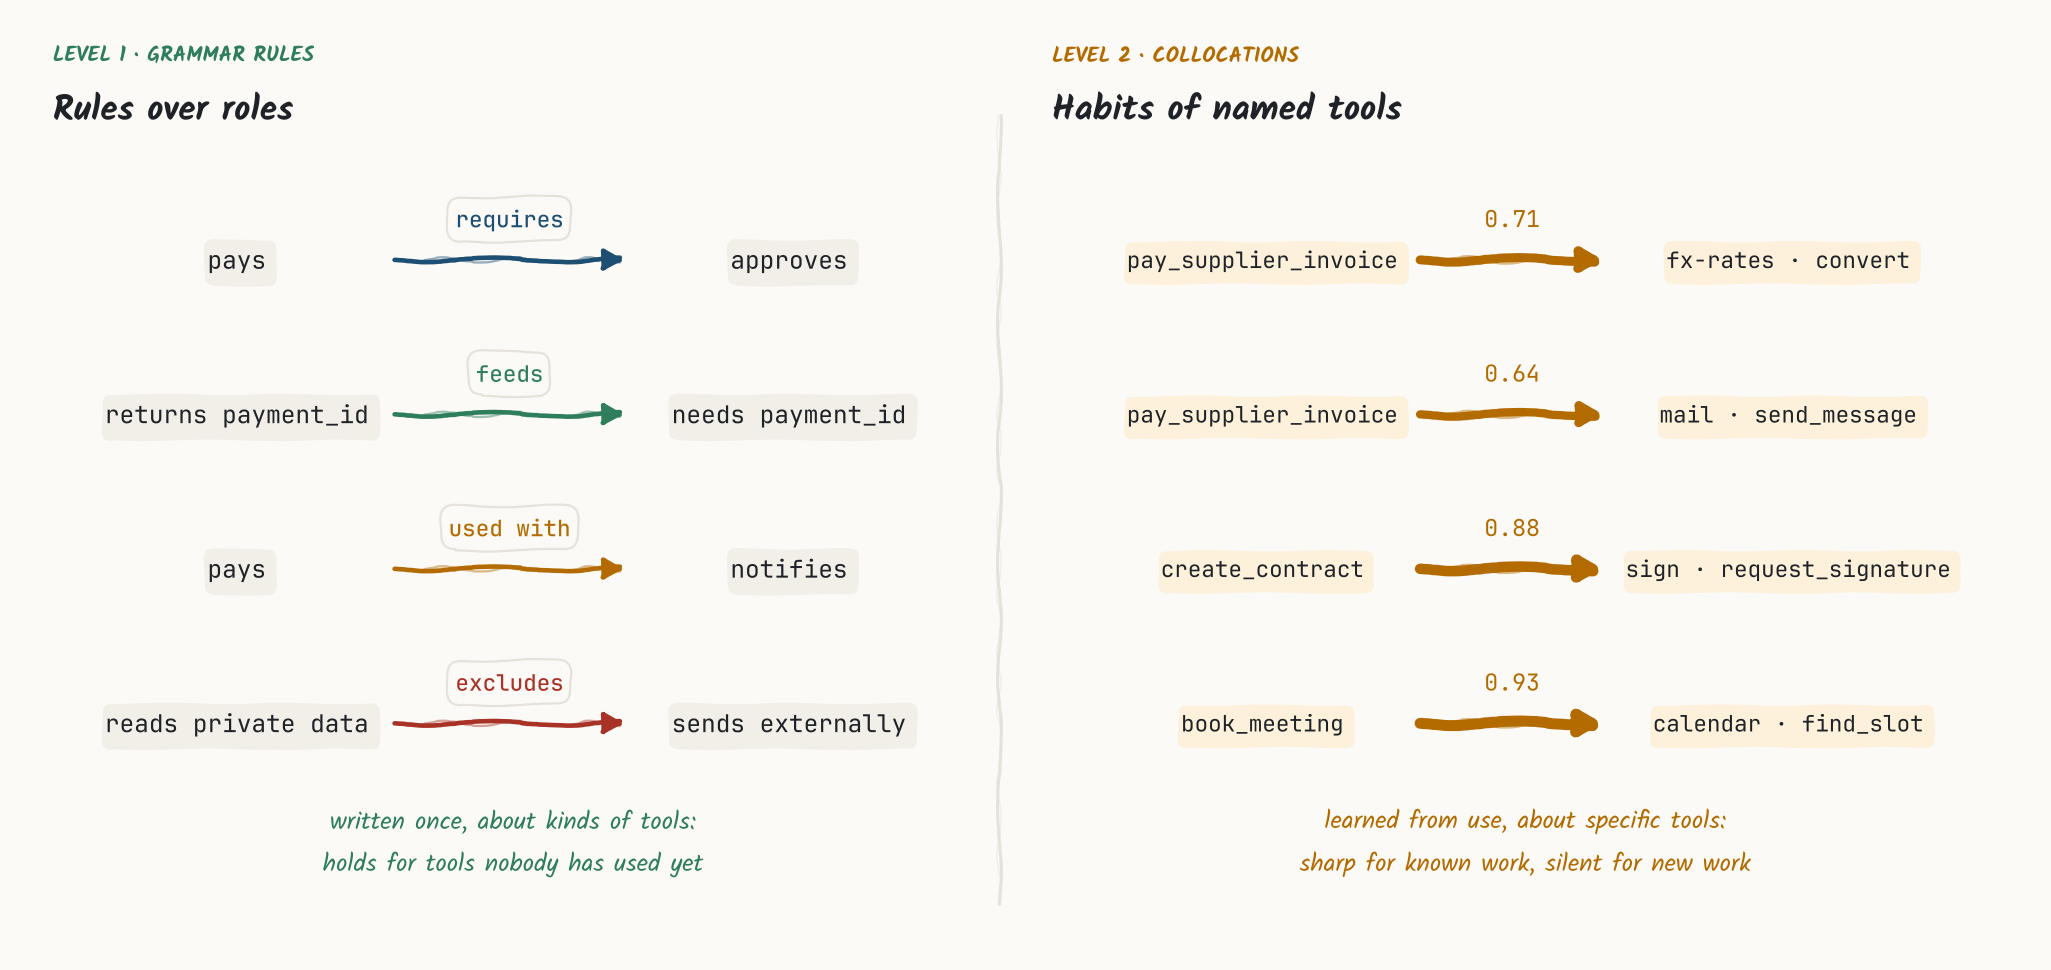 LEVEL 1 · GRAMMAR RULES
Rules over roles
requires
pays
approves
feeds
returns payment_id
needs payment_id
used with
pays
notifies
excludes
reads private data
sends externally
written once, about kinds of tools:
holds for tools nobody has used yet
LEVEL 2 · COLLOCATIONS
Habits of named tools
0.71
pay_supplier_invoice
fx-rates · convert
0.64
pay_supplier_invoice
mail · send_message
0.88
create_contract
sign · request_signature
0.93
book_meeting
calendar · find_slot
learned from use, about specific tools:
sharp for known work, silent for new work